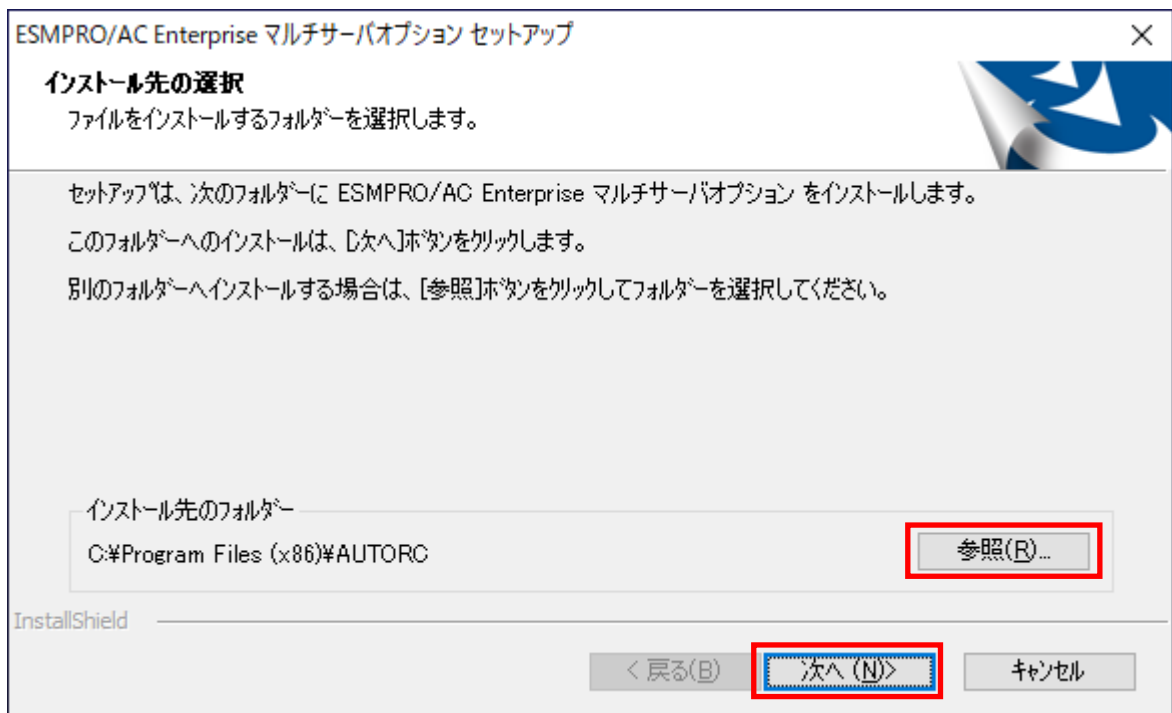 ESMPRO/AC Enterprise マルチサーバオプション セットアップ
インストール先の選択
ファイルをインストールするフォルダーを選択します。
セットアップは、次のフォルダーに ESMPRO/AC Enterprise マルチサーバオプション をインストールします。
このフォルダーへのインストールは、[次へ]ボタンをクリックします。
別のフォルダーへインストールする場合は、[参照]ボタンをクリックしてフォルダーを選択してください。
インストール先のフォルダー
C:¥Program Files (x86)¥AUTORC
参照(R)...
InstallShield
< 戻る(B)
次へ (N)>
キャンセル